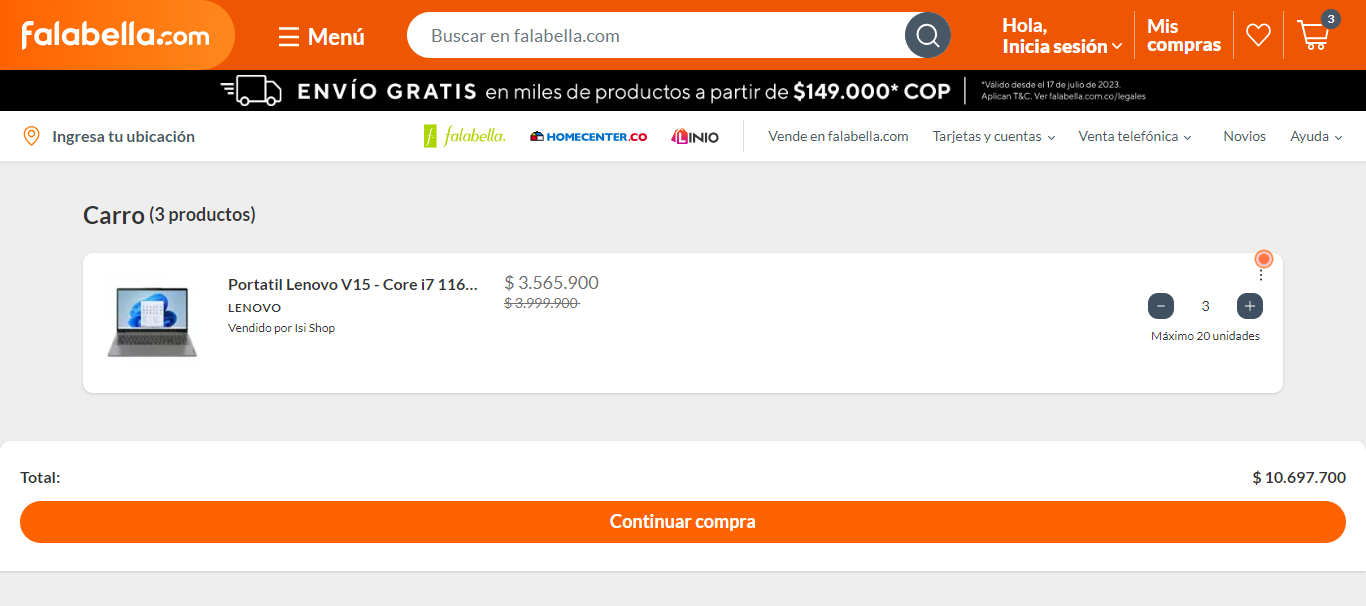 falabella.com
Menú
Buscar en falabella.com
Hola,
Inicia sesión
Mis
compras
3
ENVÍO GRATIS en miles de productos a partir de $149.000* COP
*Válido desde el 17 de julio de 2023.
Aplican T&C. Ver falabella.com.co/legales
Ingresa tu ubicación
f falabella.
HOMECENTER.CO
LINIO
Vende en falabella.com
Tarjetas y cuentas
Venta telefónica
Novios
Ayuda
Carro (3 productos)
Portatil Lenovo V15 - Core i7 116...
LENOVO
Vendido por Isi Shop
$ 3.565.900
$ 3.999.900
− 3 +
Máximo 20 unidades
Total:
$ 10.697.700
Continuar compra